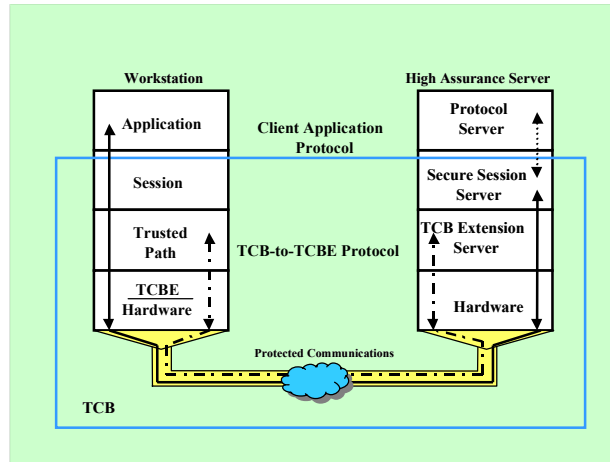 Workstation
High Assurance Server
Application
Session
Trusted
Path
TCBE
Hardware
Client Application
Protocol
TCB-to-TCBE Protocol
Protocol
Server
Secure Session
Server
TCB Extension
Server
Hardware
Protected Communications
TCB